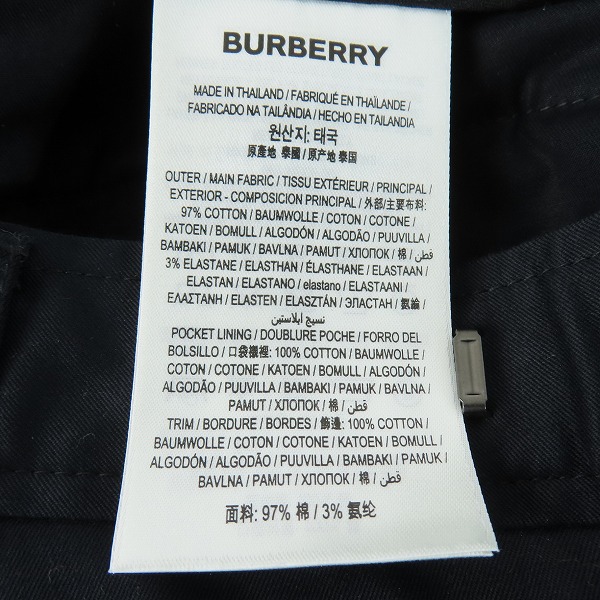 BURBERRY
MADE IN THAILAND / FABRIQUÉ EN THAÏLANDE /
FABRICADO NA TAILÂNDIA / HECHO EN TAILANDIA
원산지: 태국
原產地 泰國 / 原产地 泰国
OUTER / MAIN FABRIC / TISSU EXTÉRIEUR / PRINCIPAL /
EXTERIOR - COMPOSICION PRINCIPAL / 外部/主要布料:
97% COTTON / BAUMWOLLE / COTON / COTONE /
KATOEN / BOMULL / ALGODÓN / ALGODÃO / PUUVILLA /
BAMBAKI / PAMUK / BAVLNA / PAMUT / ХЛОПОК / 棉 / قطن /
3% ELASTANE / ELASTHAN / ÉLASTHANE / ELASTAAN /
ELASTAN / ELASTANO / elastano / ELASTAANI /
ΕΛΑΣΤΑΝΗ / ELASTEN / ELASZTÁN / ЭЛАСТАН / 氨綸 /
نسيج أيلاستين
POCKET LINING / DOUBLURE POCHE / FORRO DEL
BOLSILLO / 口袋襯裡: 100% COTTON / BAUMWOLLE /
COTON / COTONE / KATOEN / BOMULL / ALGODÓN /
ALGODÃO / PUUVILLA / BAMBAKI / PAMUK / BAVLNA /
PAMUT / ХЛОПОК / 棉 / قطن /
TRIM / BORDURE / BORDES / 飾邊: 100% COTTON /
BAUMWOLLE / COTON / COTONE / KATOEN / BOMULL /
ALGODÓN / ALGODÃO / PUUVILLA / BAMBAKI / PAMUK /
BAVLNA / PAMUT / ХЛОПОК / 棉 / قطن /
面料: 97% 棉 / 3% 氨纶